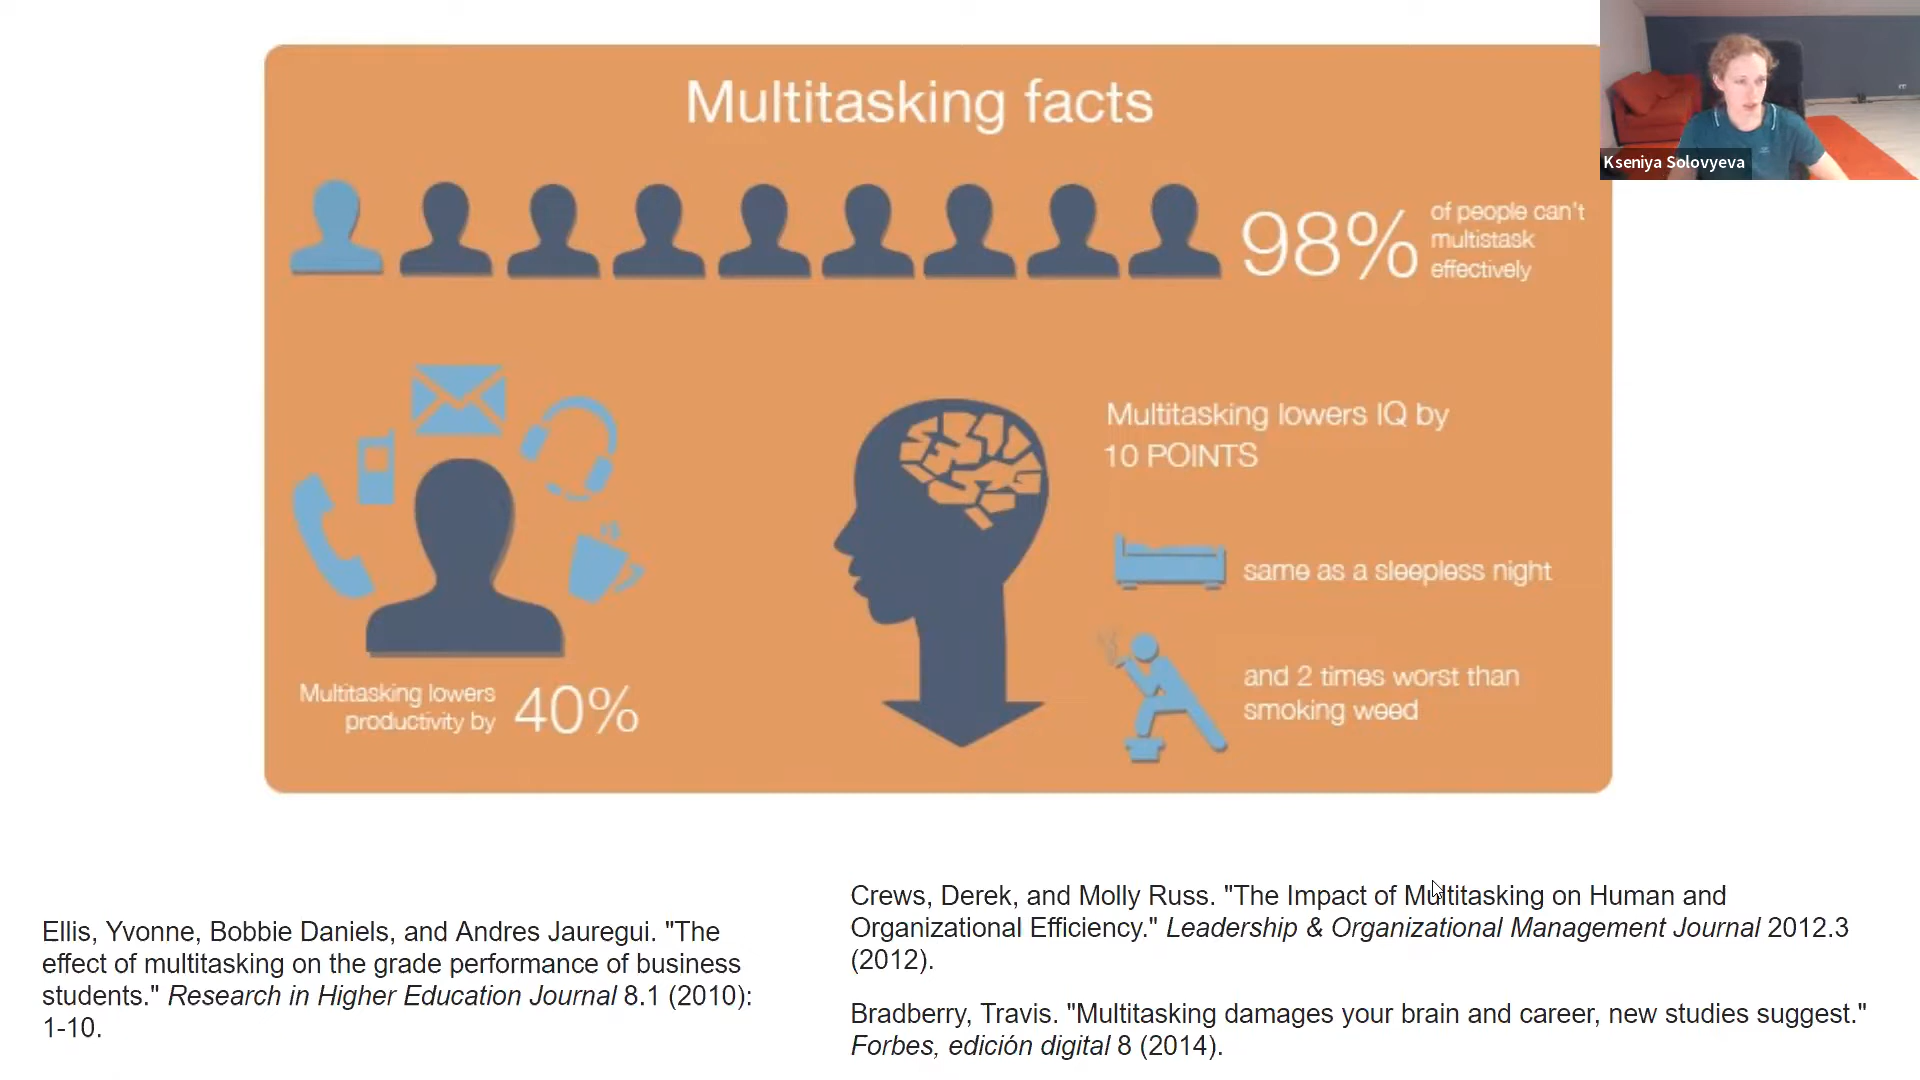 Multitasking facts
Kseniya Solovyeva
98%
of people can't
multistask
effectively
Multitasking lowers IQ by
10 POINTS
same as a sleepless night
and 2 times worst than
smoking weed
Multitasking lowers
productivity by
40%
Ellis, Yvonne, Bobbie Daniels, and Andres Jauregui. "The
effect of multitasking on the grade performance of business
students." Research in Higher Education Journal 8.1 (2010):
1-10.
Crews, Derek, and Molly Russ. "The Impact of Multitasking on Human and
Organizational Efficiency." Leadership & Organizational Management Journal 2012.3
(2012).
Bradberry, Travis. "Multitasking damages your brain and career, new studies suggest."
Forbes, edición digital 8 (2014).